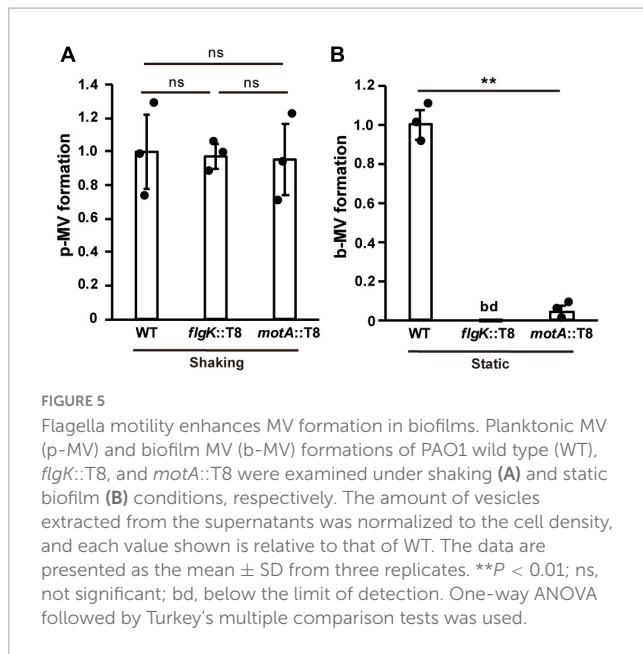 A
B
ns
ns
ns
**
p-MV formation
1.4
1.2
1.0
0.8
0.6
0.4
0.2
0
WT
flgK::T8
motA::T8
Shaking
b-MV formation
1.2
1.0
0.8
0.6
0.4
0.2
0
bd
WT
flgK::T8
motA::T8
Static
FIGURE 5
Flagella motility enhances MV formation in biofilms. Planktonic MV
(p-MV) and biofilm MV (b-MV) formations of PAO1 wild type (WT),
flgK::T8, and motA::T8 were examined under shaking (A) and static
biofilm (B) conditions, respectively. The amount of vesicles
extracted from the supernatants was normalized to the cell density,
and each value shown is relative to that of WT. The data are
presented as the mean ± SD from three replicates. **P < 0.01; ns,
not significant; bd, below the limit of detection. One-way ANOVA
followed by Turkey's multiple comparison tests was used.